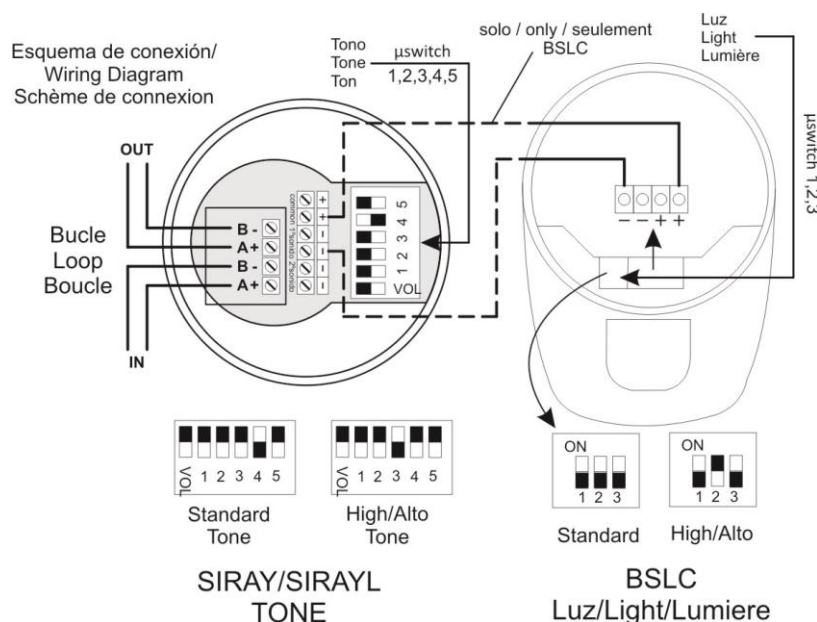 Esquema de conexión/
Wiring Diagram
Schème de connexion
Tono
Tone
Ton
µswitch
1,2,3,4,5
solo / only / seulement
BSLC
Luz
Light
Lumière
µswitch 1,2,3
OUT
Bucle
Loop
Boucle
IN
B -
A+
B -
A+
common 1ºsonido 2ºsonido
+
+
-
-
-
-
5
4
3
2
1
VOL
- - + +
VOL 1 2 3 4 5
Standard
Tone
VOL 1 2 3 4 5
High/Alto
Tone
ON
1 2 3
Standard
ON
1 2 3
High/Alto
SIRAY/SIRAYL
TONE
BSLC
Luz/Light/Lumiere